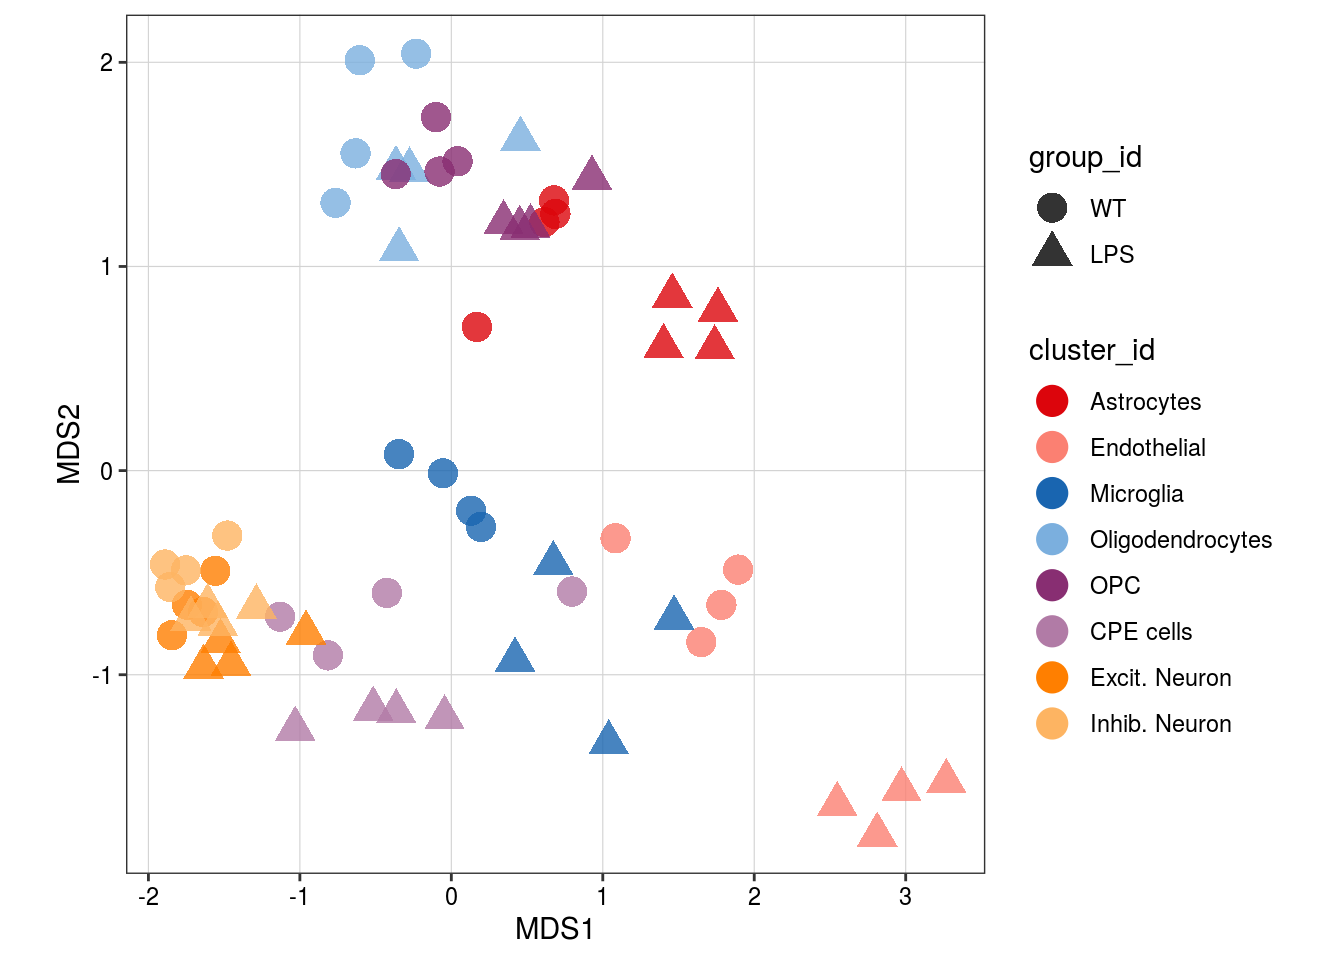 2
1
0
-1
MDS2
-2
-1
0
1
2
3
MDS1
group_id
WT
LPS
cluster_id
Astrocytes
Endothelial
Microglia
Oligodendrocytes
OPC
CPE cells
Excit. Neuron
Inhib. Neuron